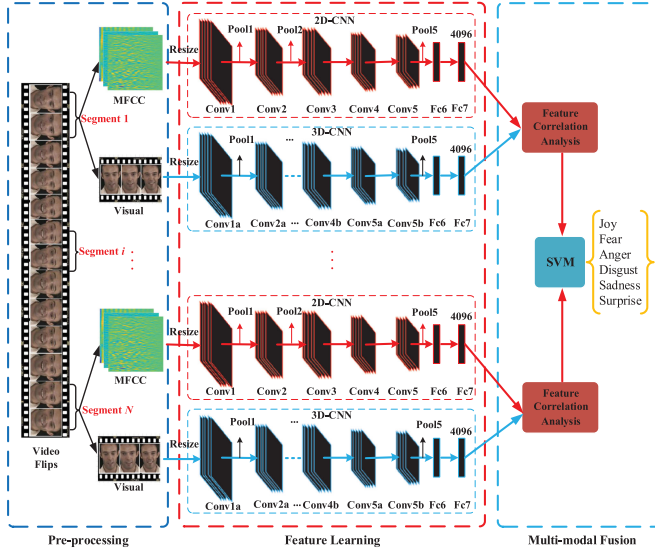 2D-CNN
4096
Pool1
Pool2
Pool5
Resize
MFCC
Conv1
Conv2
Conv3
Conv4
Conv5
Fc6
Fc7
Segment 1
3D-CNN
4096
Pool1
...
Pool5
Resize
Visual
Conv1a
Conv2a
...
Conv4b
Conv5a
Conv5b
Fc6
Fc7
Feature
Correlation
Analysis
Segment i
SVM
Joy
Fear
Anger
Disgust
Sadness
Surprise
2D-CNN
4096
Pool1
Pool2
Pool5
Resize
MFCC
Conv1
Conv2
Conv3
Conv4
Conv5
Fc6
Fc7
Segment N
3D-CNN
4096
Pool1
...
Pool5
Resize
Visual
Conv1a
Conv2a
...
Conv4b
Conv5a
Conv5b
Fc6
Fc7
Feature
Correlation
Analysis
Video
Flips
Pre-processing
Feature Learning
Multi-modal Fusion